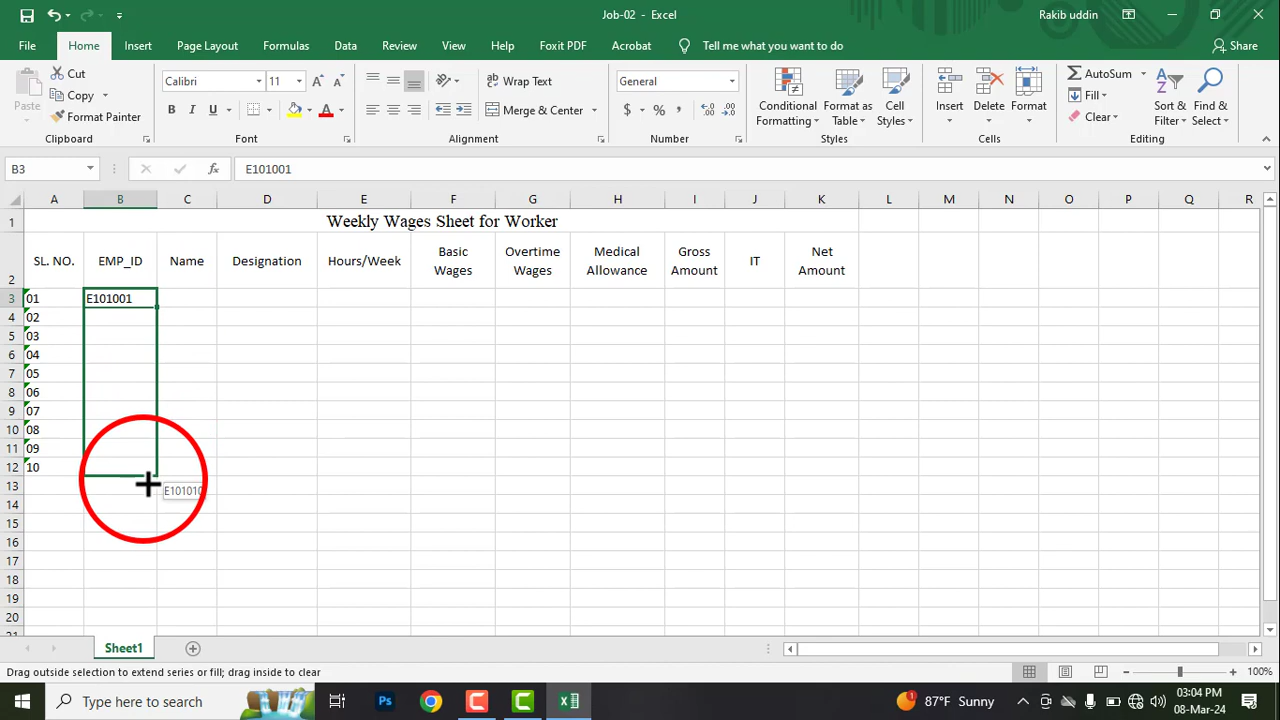 Job-02 - Excel
Rakib uddin
File Home Insert Page Layout Formulas Data Review View Help Foxit PDF Acrobat Tell me what you want to do Share
Paste
Cut
Copy
Format Painter
Clipboard
Calibri 11
B I U
Font
Wrap Text
Merge & Center
Alignment
General
$ % ,
Number
Conditional Formatting
Format as Table
Cell Styles
Styles
Insert
Delete
Format
Cells
AutoSum
Fill
Clear
Sort & Filter
Find & Select
Editing
B3 fx E101001
A B C D E F G H I J K L M N O P Q R
1 Weekly Wages Sheet for Worker
2 SL. NO. EMP_ID Name Designation Hours/Week Basic Wages Overtime Wages Medical Allowance Gross Amount IT Net Amount
3 01 E101001
4 02
5 03
6 04
7 05
8 06
9 07
10 08
11 09
12 10
13 E101010
14
15
16
17
18
19
20
21
Sheet1
Drag outside selection to extend series or fill; drag inside to clear
100%
Type here to search
Ps
1
87°F Sunny
03:04 PM
08-Mar-24